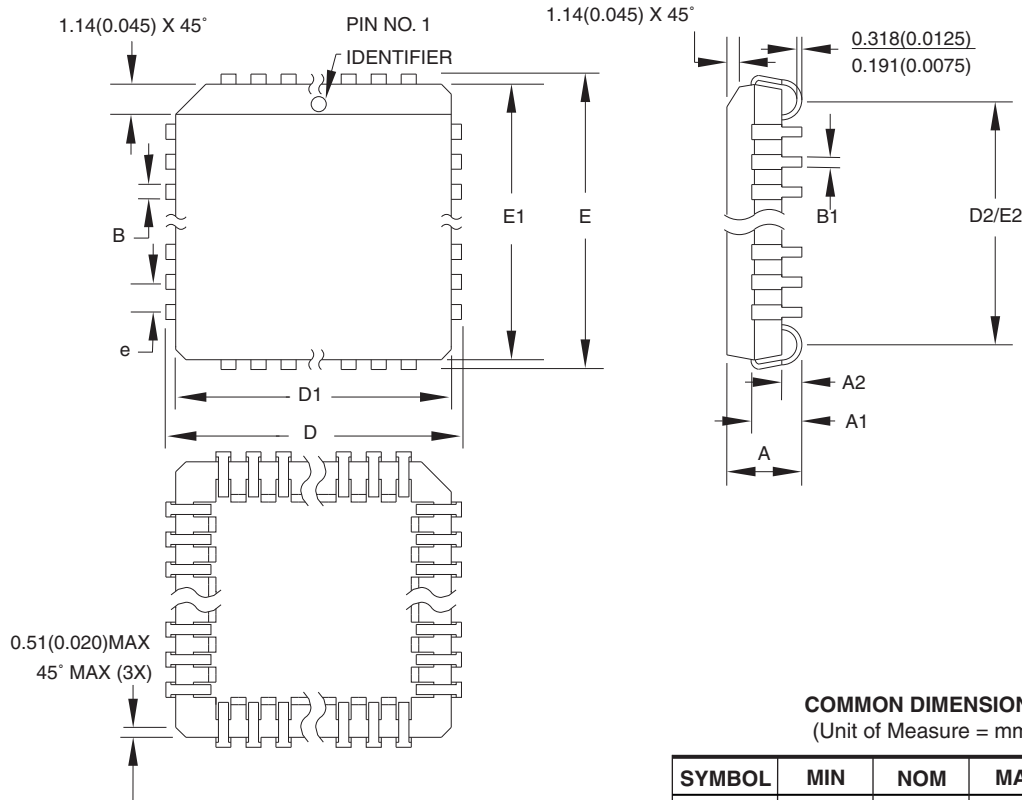 1.14(0.045) X 45˚
PIN NO. 1
IDENTIFIER
1.14(0.045) X 45˚
0.318(0.0125)
0.191(0.0075)
E1
E
B
e
B1
D2/E2
D1
D
A2
A1
A
0.51(0.020)MAX
45˚ MAX (3X)
COMMON DIMENSION
(Unit of Measure = mm
SYMBOL MIN NOM MA